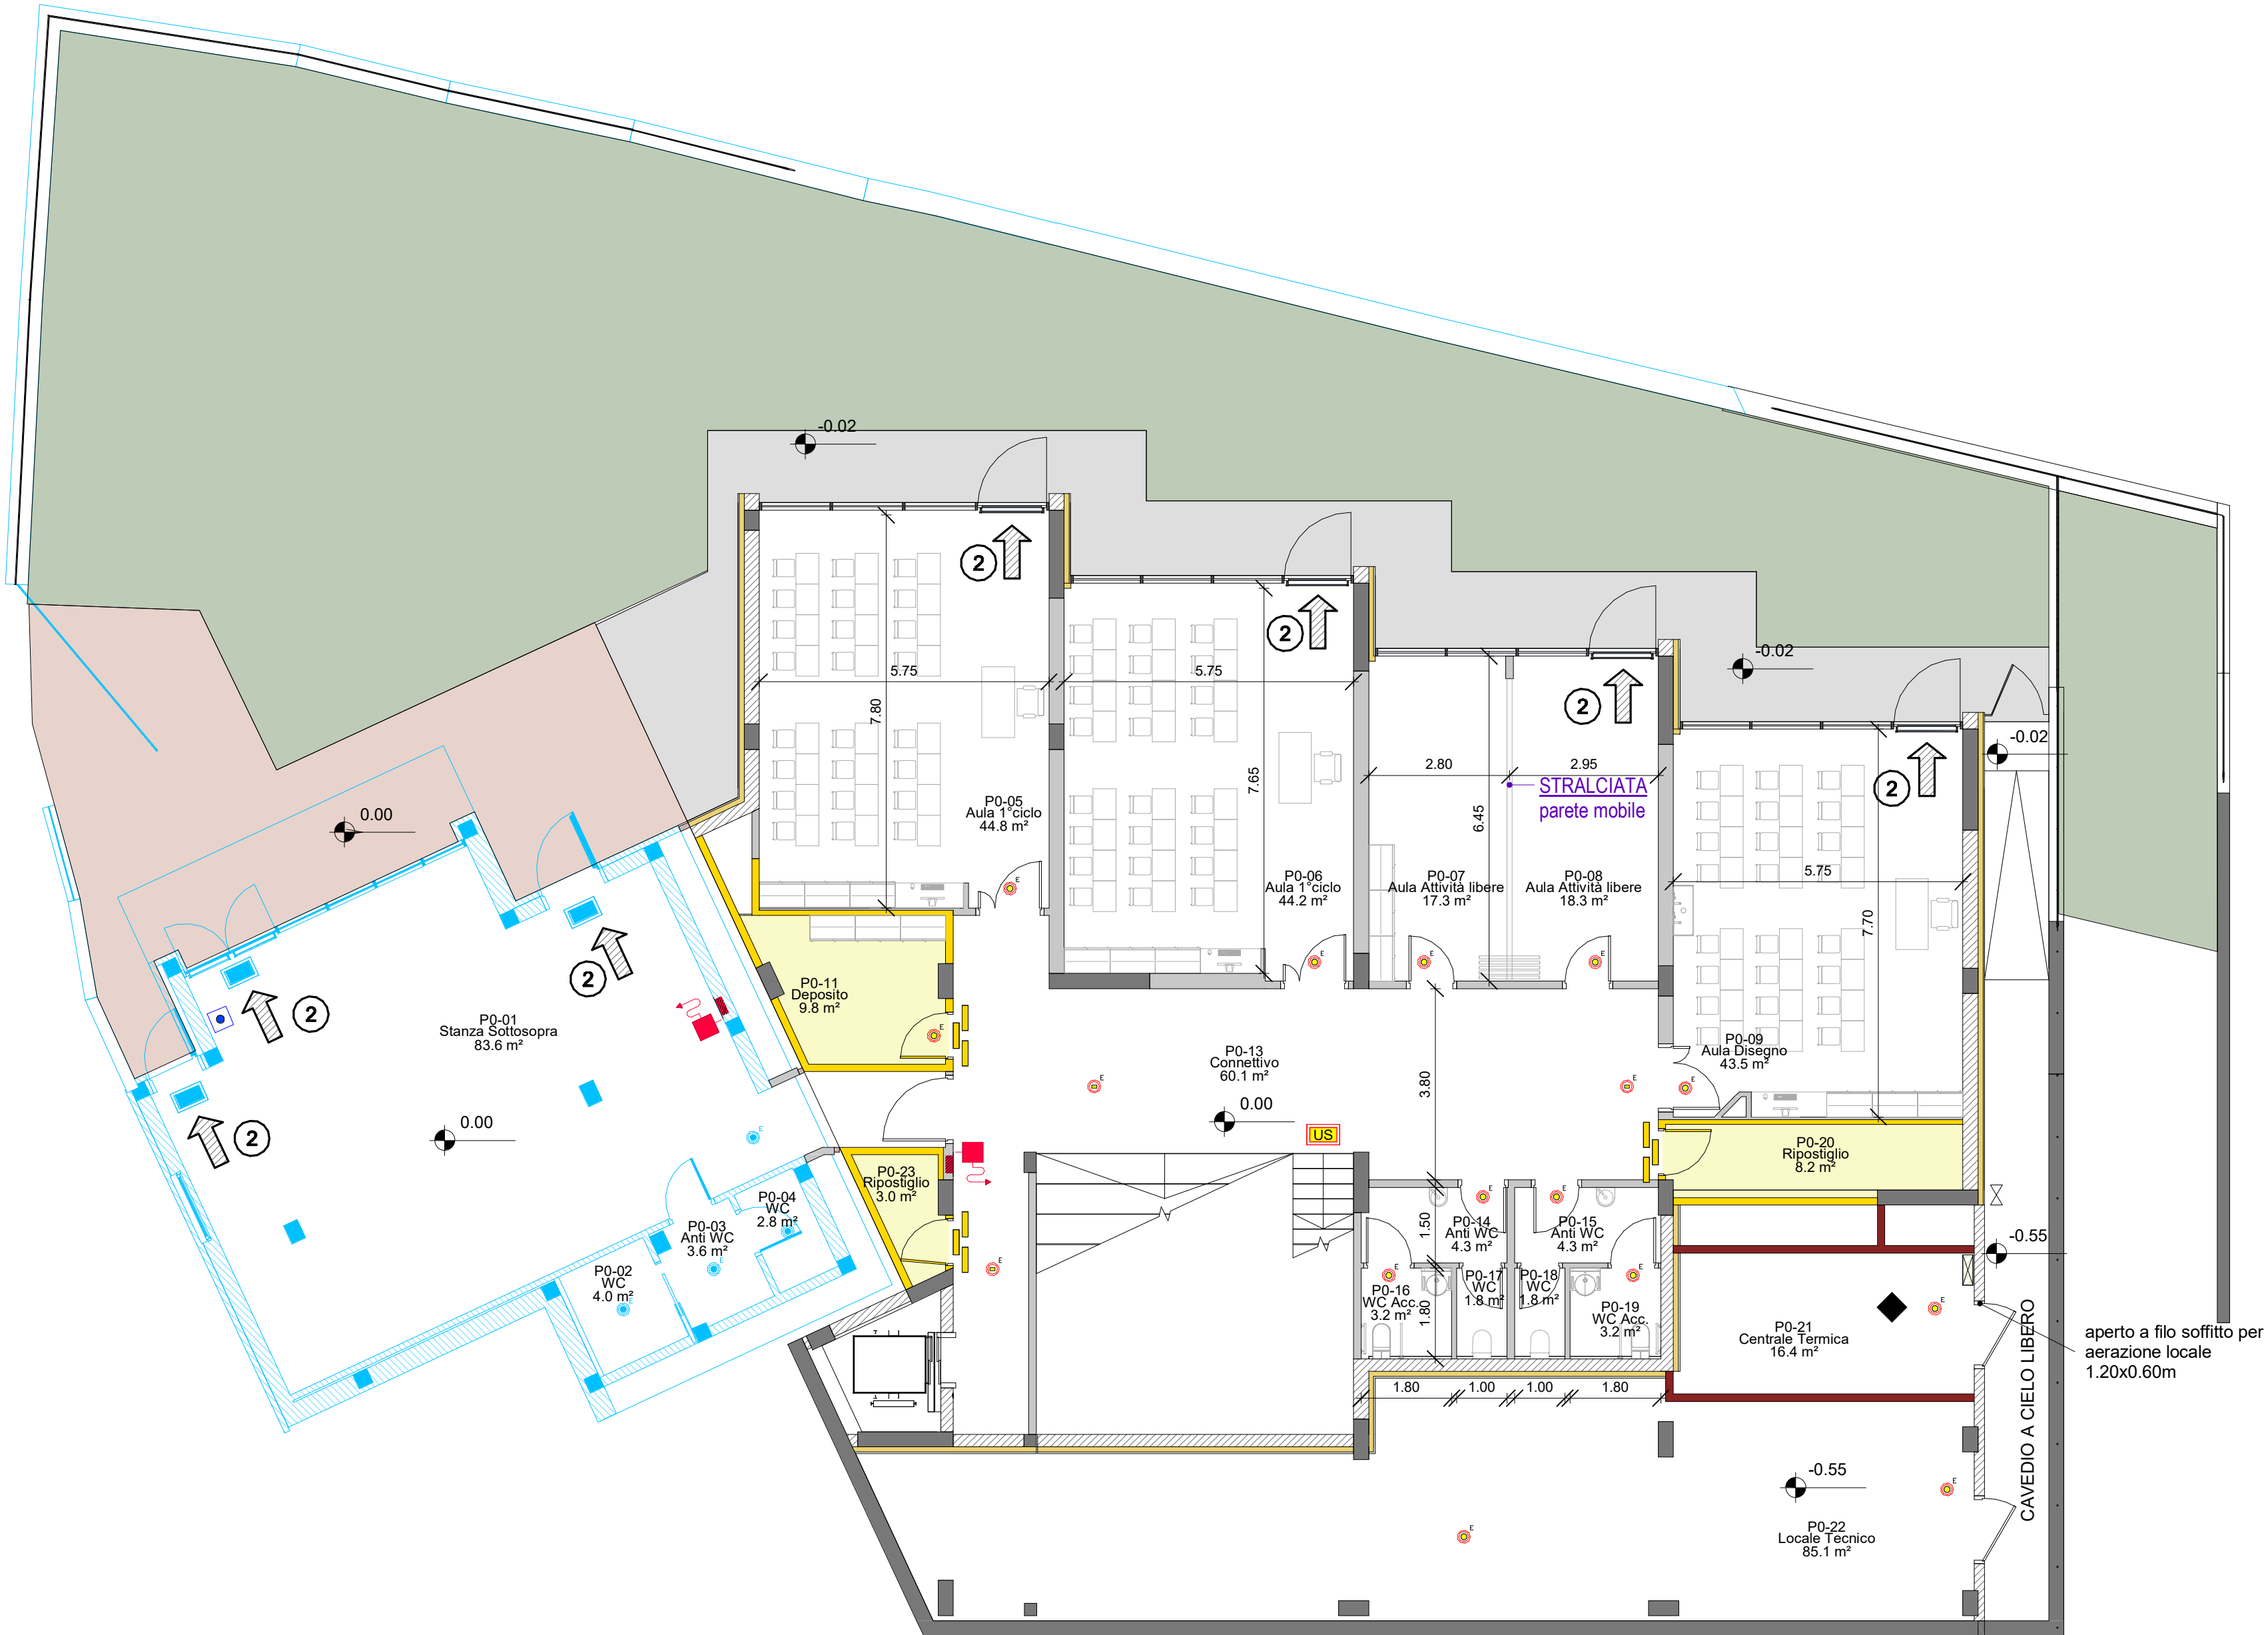 -0.02
2
5.75
7.80
P0-05
Aula 1°ciclo
44.8 m²
E
2
5.75
7.65
P0-06
Aula 1°ciclo
44.2 m²
E
2
2.80
2.95
STRALCIATA
parete mobile
6.45
P0-07
Aula Attività libere
17.3 m²
E
P0-08
Aula Attività libere
18.3 m²
E
-0.02
-0.02
2
5.75
7.70
P0-09
Aula Disegno
43.5 m²
E
0.00
2
2
2
P0-01
Stanza Sottosopra
83.6 m²
0.00
E
P0-11
Deposito
9.8 m²
E
P0-13
Connettivo
60.1 m²
0.00
E
E
3.80
US
P0-20
Ripostiglio
8.2 m²
P0-23
Ripostiglio
3.0 m²
E
P0-04
WC
2.8 m²
E
P0-03
Anti WC
3.6 m²
E
P0-02
WC
4.0 m²
E
1.50
P0-14
Anti WC
4.3 m²
E
P0-15
Anti WC
4.3 m²
E
P0-16
WC Acc.
3.2 m²
E
1.80
P0-17
WC
1.8 m²
P0-18
WC
1.8 m²
P0-19
WC Acc.
3.2 m²
E
1.80
1.00
1.00
1.80
-0.55
P0-21
Centrale Termica
16.4 m²
E
CAVEDIO A CIELO LIBERO
aperto a filo soffitto per
aerazione locale
1.20x0.60m
-0.55
P0-22
Locale Tecnico
85.1 m²
E
E